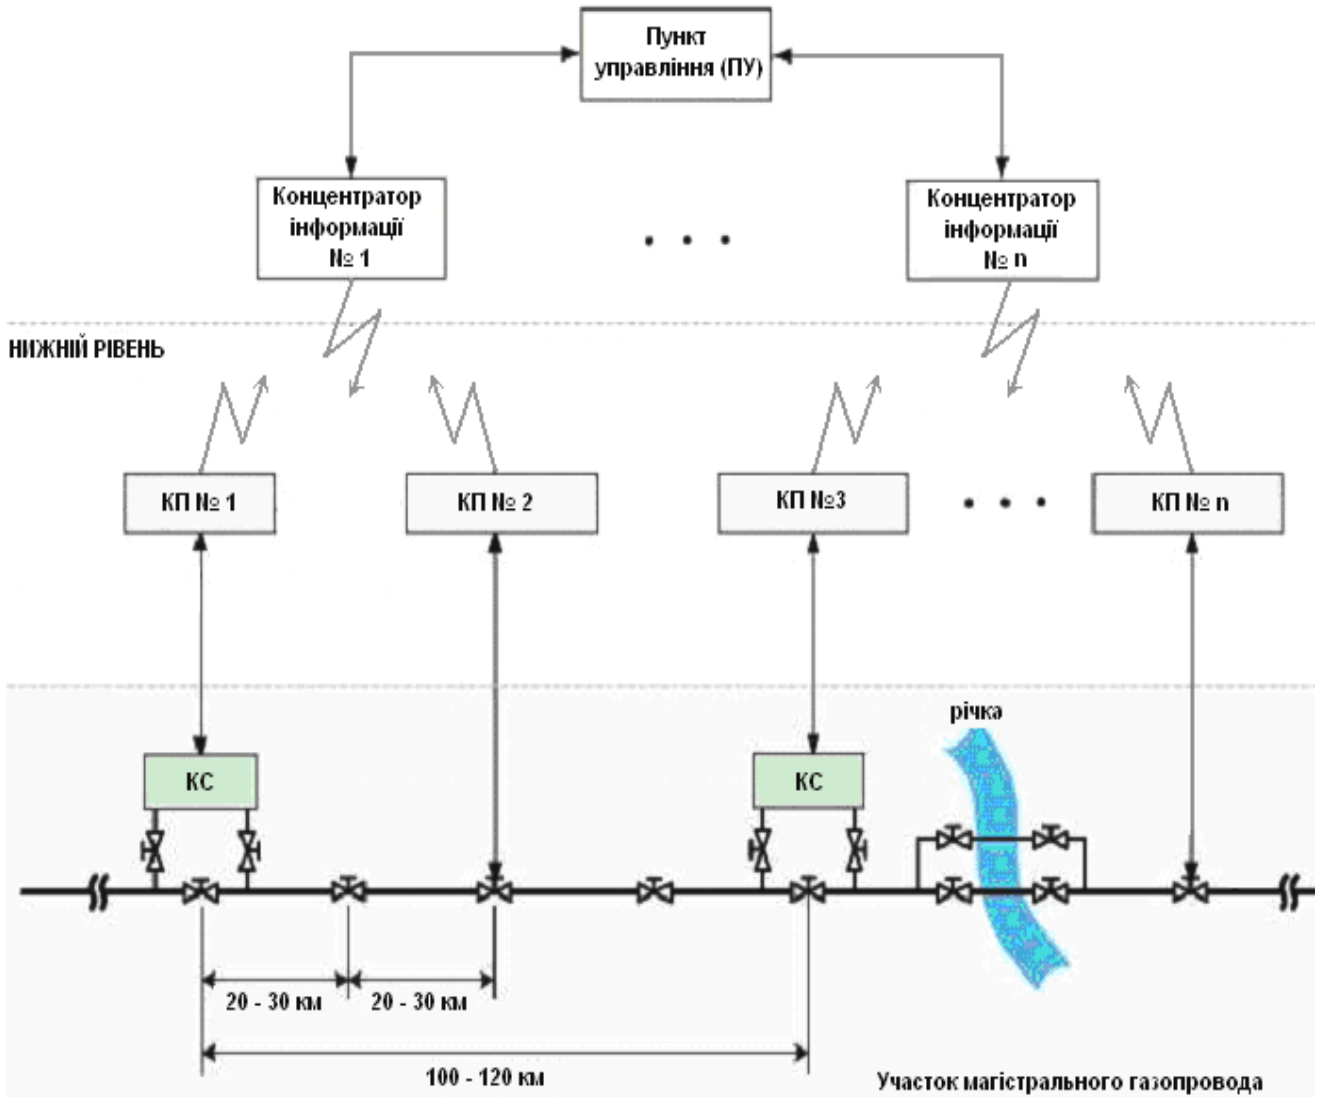 Пункт
управління (ПУ)
Концентратор
інформації
№ 1
Концентратор
інформації
№ n
НИЖНІЙ РІВЕНЬ
КП № 1
КП № 2
КП №3
КП № n
річка
КС
КС
20 - 30 км
20 - 30 км
100 - 120 км
Участок магістрального газопровода